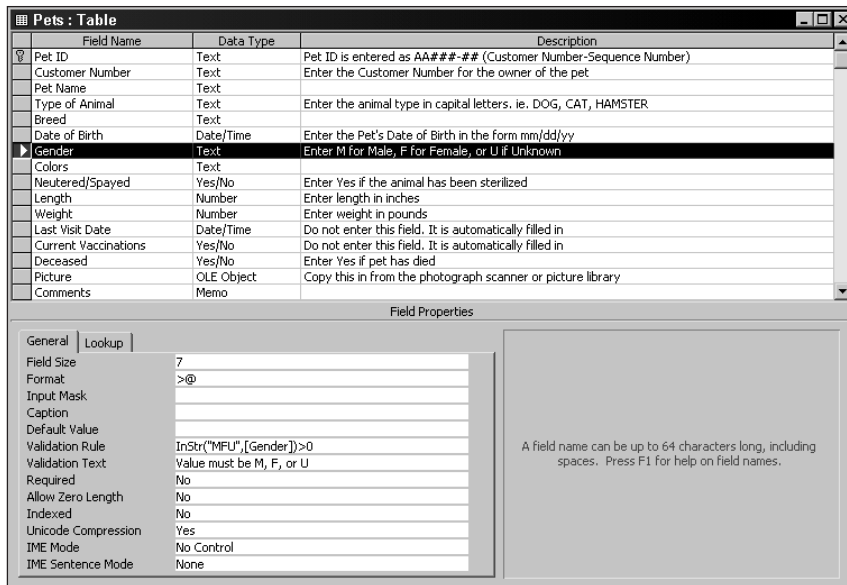 Pets : Table
Field Name Data Type Description
Pet ID Text Pet ID is entered as AA###-## (Customer Number-Sequence Number)
Customer Number Text Enter the Customer Number for the owner of the pet
Pet Name Text
Type of Animal Text Enter the animal type in capital letters. ie. DOG, CAT, HAMSTER
Breed Text
Date of Birth Date/Time Enter the Pet's Date of Birth in the form mm/dd/yy
Gender Text Enter M for Male, F for Female, or U if Unknown
Colors Text
Neutered/Spayed Yes/No Enter Yes if the animal has been sterilized
Length Number Enter length in inches
Weight Number Enter weight in pounds
Last Visit Date Date/Time Do not enter this field. It is automatically filled in
Current Vaccinations Yes/No Do not enter this field. It is automatically filled in
Deceased Yes/No Enter Yes if pet has died
Picture OLE Object Copy this in from the photograph scanner or picture library
Comments Memo
Field Properties
General Lookup
Field Size 7
Format >@
Input Mask
Caption
Default Value
Validation Rule InStr("MFU",[Gender])>0
Validation Text Value must be M, F, or U
Required No
Allow Zero Length No
Indexed No
Unicode Compression Yes
IME Mode No Control
IME Sentence Mode None
A field name can be up to 64 characters long, including
spaces. Press F1 for help on field names.